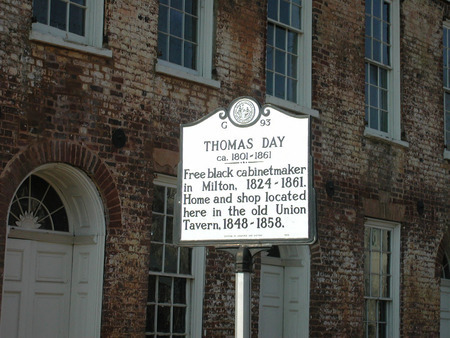 G 93
THOMAS DAY
ca. 1801-1861
Free black cabinetmaker
in Milton, 1824-1861.
Home and shop located
here in the old Union
Tavern, 1848-1858.